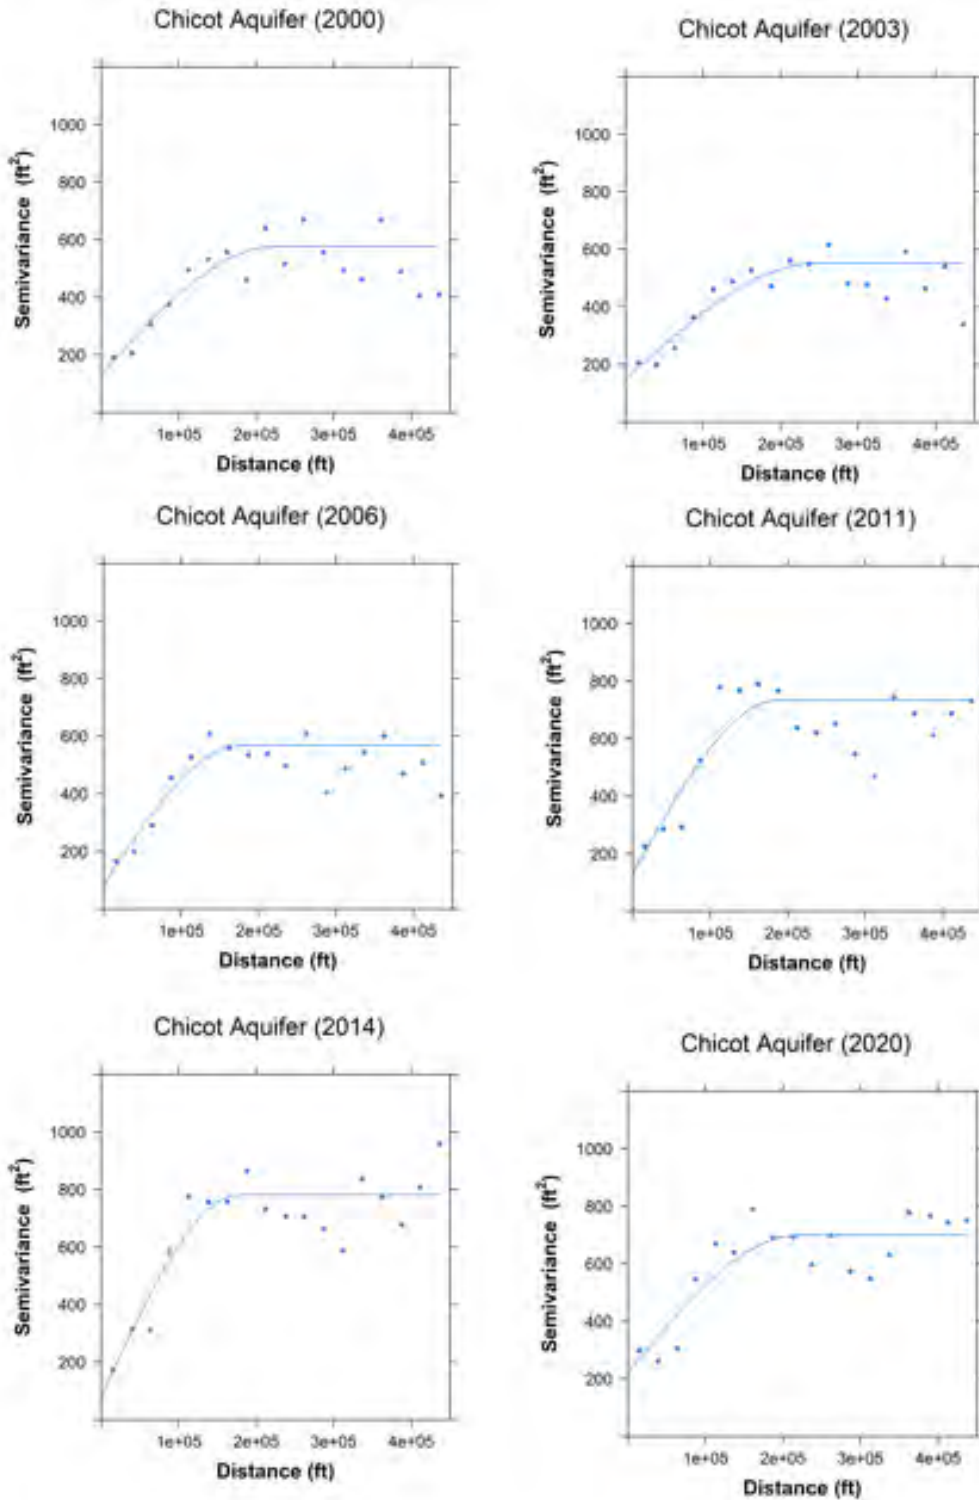 Chicot Aquifer (2000)
1000
800
600
400
200
Semivariance (ft²)
1e+05 2e+05 3e+05 4e+05
Distance (ft)
Chicot Aquifer (2003)
1000
800
600
400
200
Semivariance (ft²)
1e+05 2e+05 3e+05 4e+05
Distance (ft)
Chicot Aquifer (2006)
1000
800
600
400
200
Semivariance (ft²)
1e+05 2e+05 3e+05 4e+05
Distance (ft)
Chicot Aquifer (2011)
1000
800
600
400
200
Semivariance (ft²)
1e+05 2e+05 3e+05 4e+05
Distance (ft)
Chicot Aquifer (2014)
1000
800
600
400
200
Semivariance (ft²)
1e+05 2e+05 3e+05 4e+05
Distance (ft)
Chicot Aquifer (2020)
1000
800
600
400
200
Semivariance (ft²)
1e+05 2e+05 3e+05 4e+05
Distance (ft)